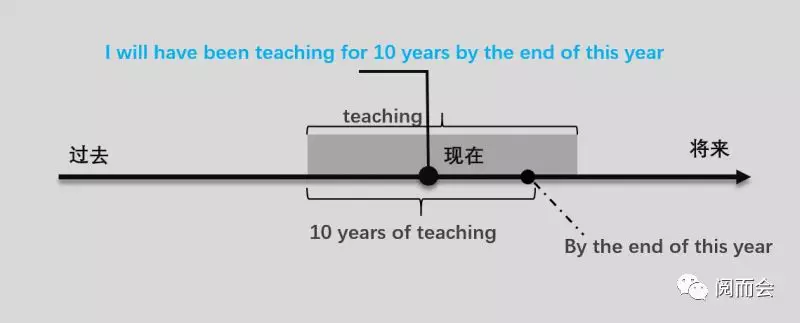 I will have been teaching for 10 years by the end of this year
teaching
过去
现在
将来
10 years of teaching
By the end of this year
阅而会